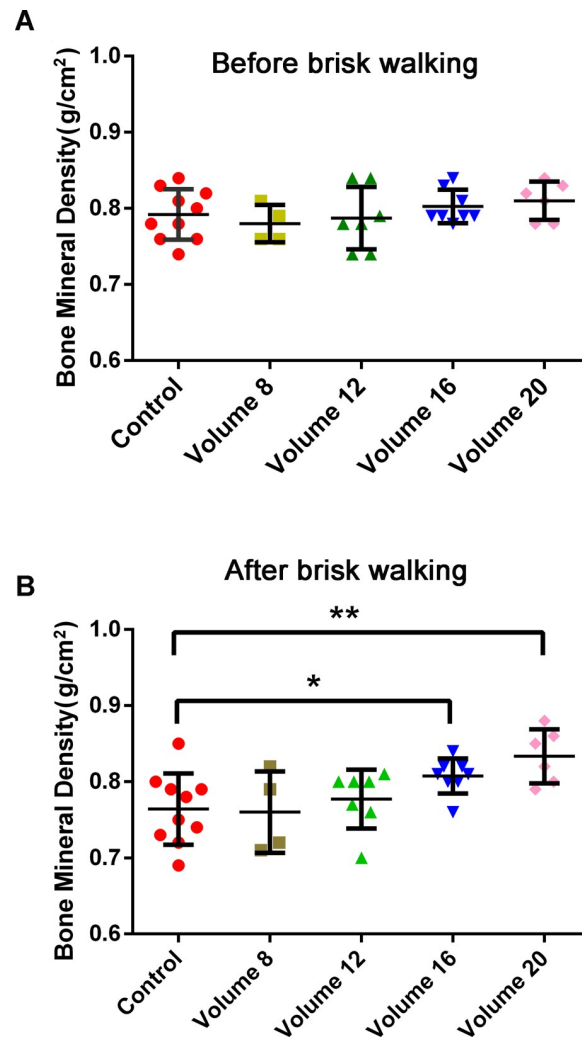 A
Before brisk walking
Bone Mineral Density(g/cm²)
1.0
0.9
0.8
0.7
0.6
Control
Volume 8
Volume 12
Volume 16
Volume 20
B
After brisk walking
Bone Mineral Density(g/cm²)
1.0
0.9
0.8
0.7
0.6
**
*
Control
Volume 8
Volume 12
Volume 16
Volume 20